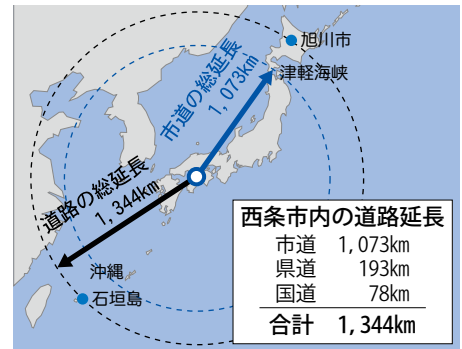 旭川市
津軽海峡
市道の総延長
1,073km
道路の総延長
1,344km
沖縄
石垣島
西条市内の道路延長
市道 1,073km
県道 193km
国道 78km
合計 1,344km